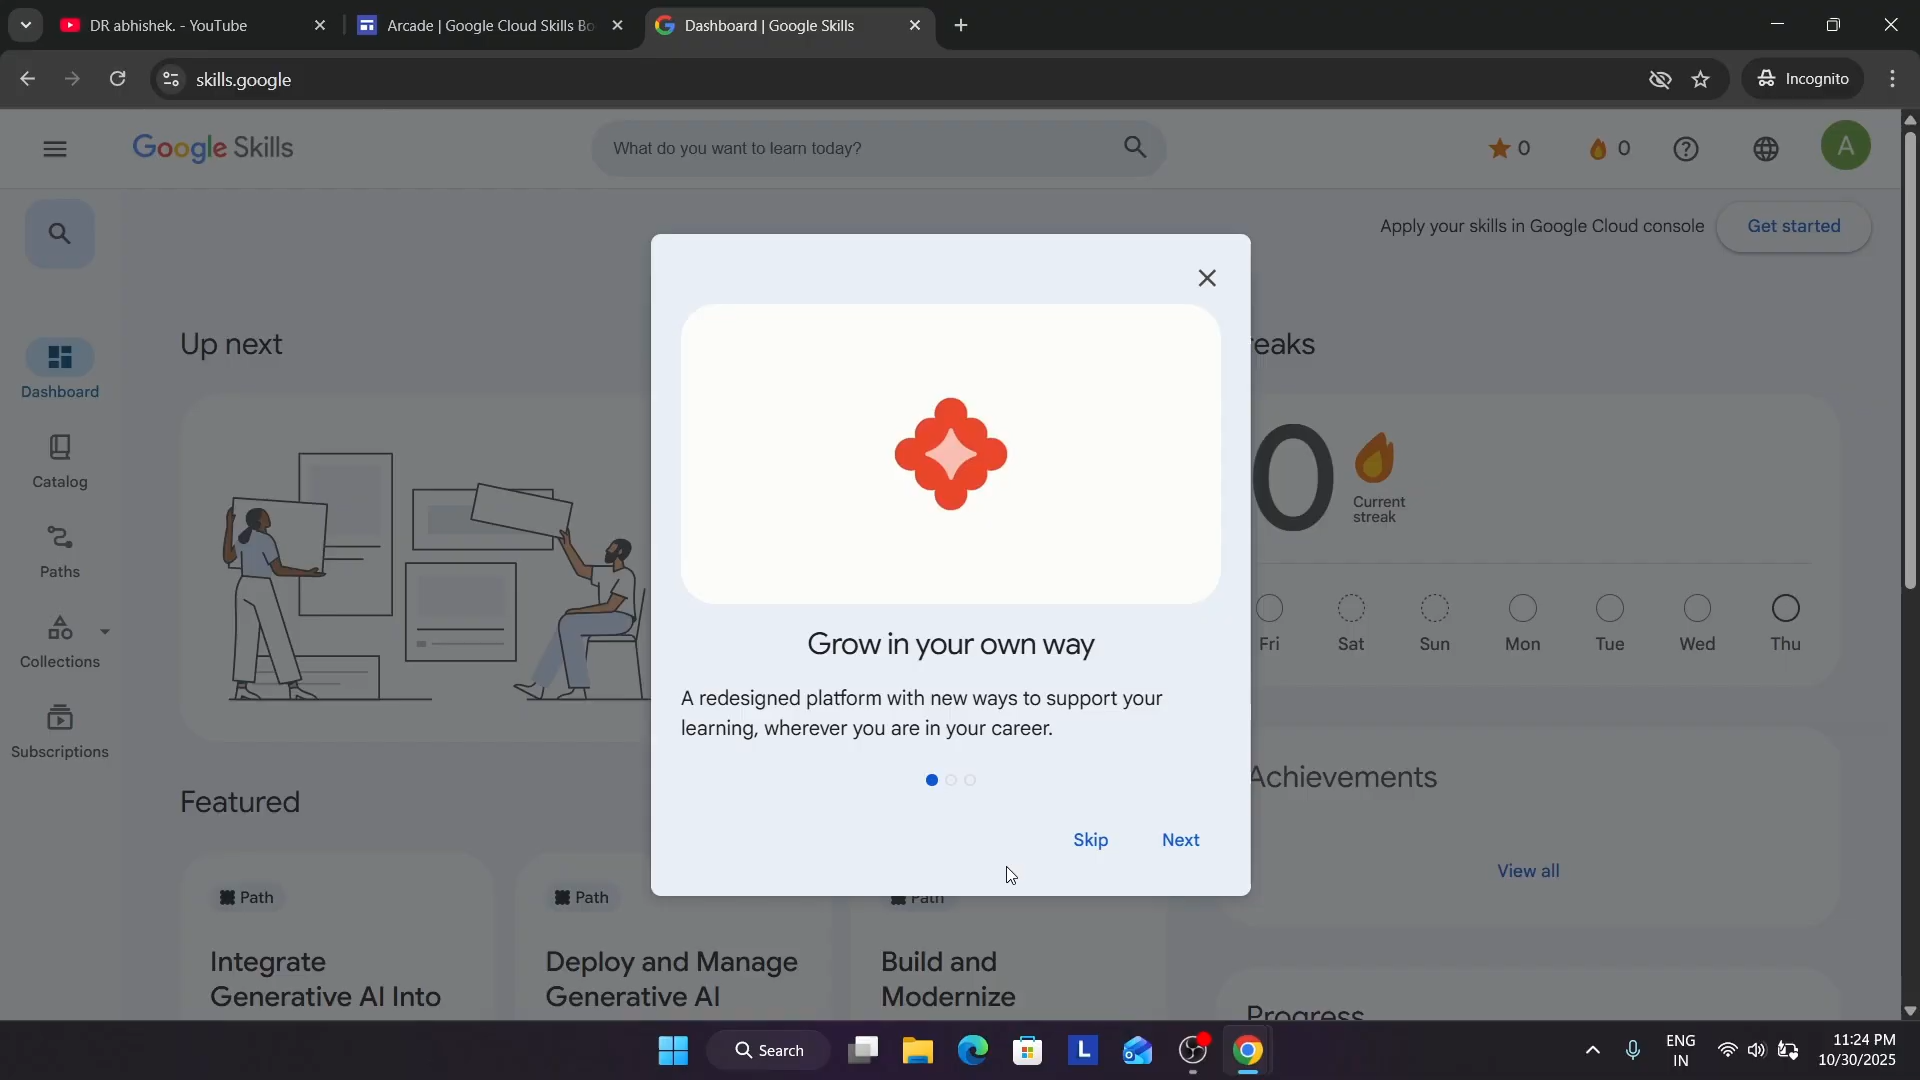 DR abhishek. - YouTube
Arcade | Google Cloud Skills Bo
Dashboard | Google Skills
skills.google
Incognito
Google Skills
What do you want to learn today?
0
0
A
Apply your skills in Google Cloud console
Get started
Up next
reaks
Dashboard
Catalog
Paths
Collections
Subscriptions
0
Current
streak
Fri
Sat
Sun
Mon
Tue
Wed
Thu
Grow in your own way
A redesigned platform with new ways to support your
learning, wherever you are in your career.
Skip
Next
Achievements
View all
Featured
Path
Path
Path
Integrate
Generative AI Into
Deploy and Manage
Generative AI
Build and
Modernize
Progress
Search
L
ENG
IN
11:24 PM
10/30/2025